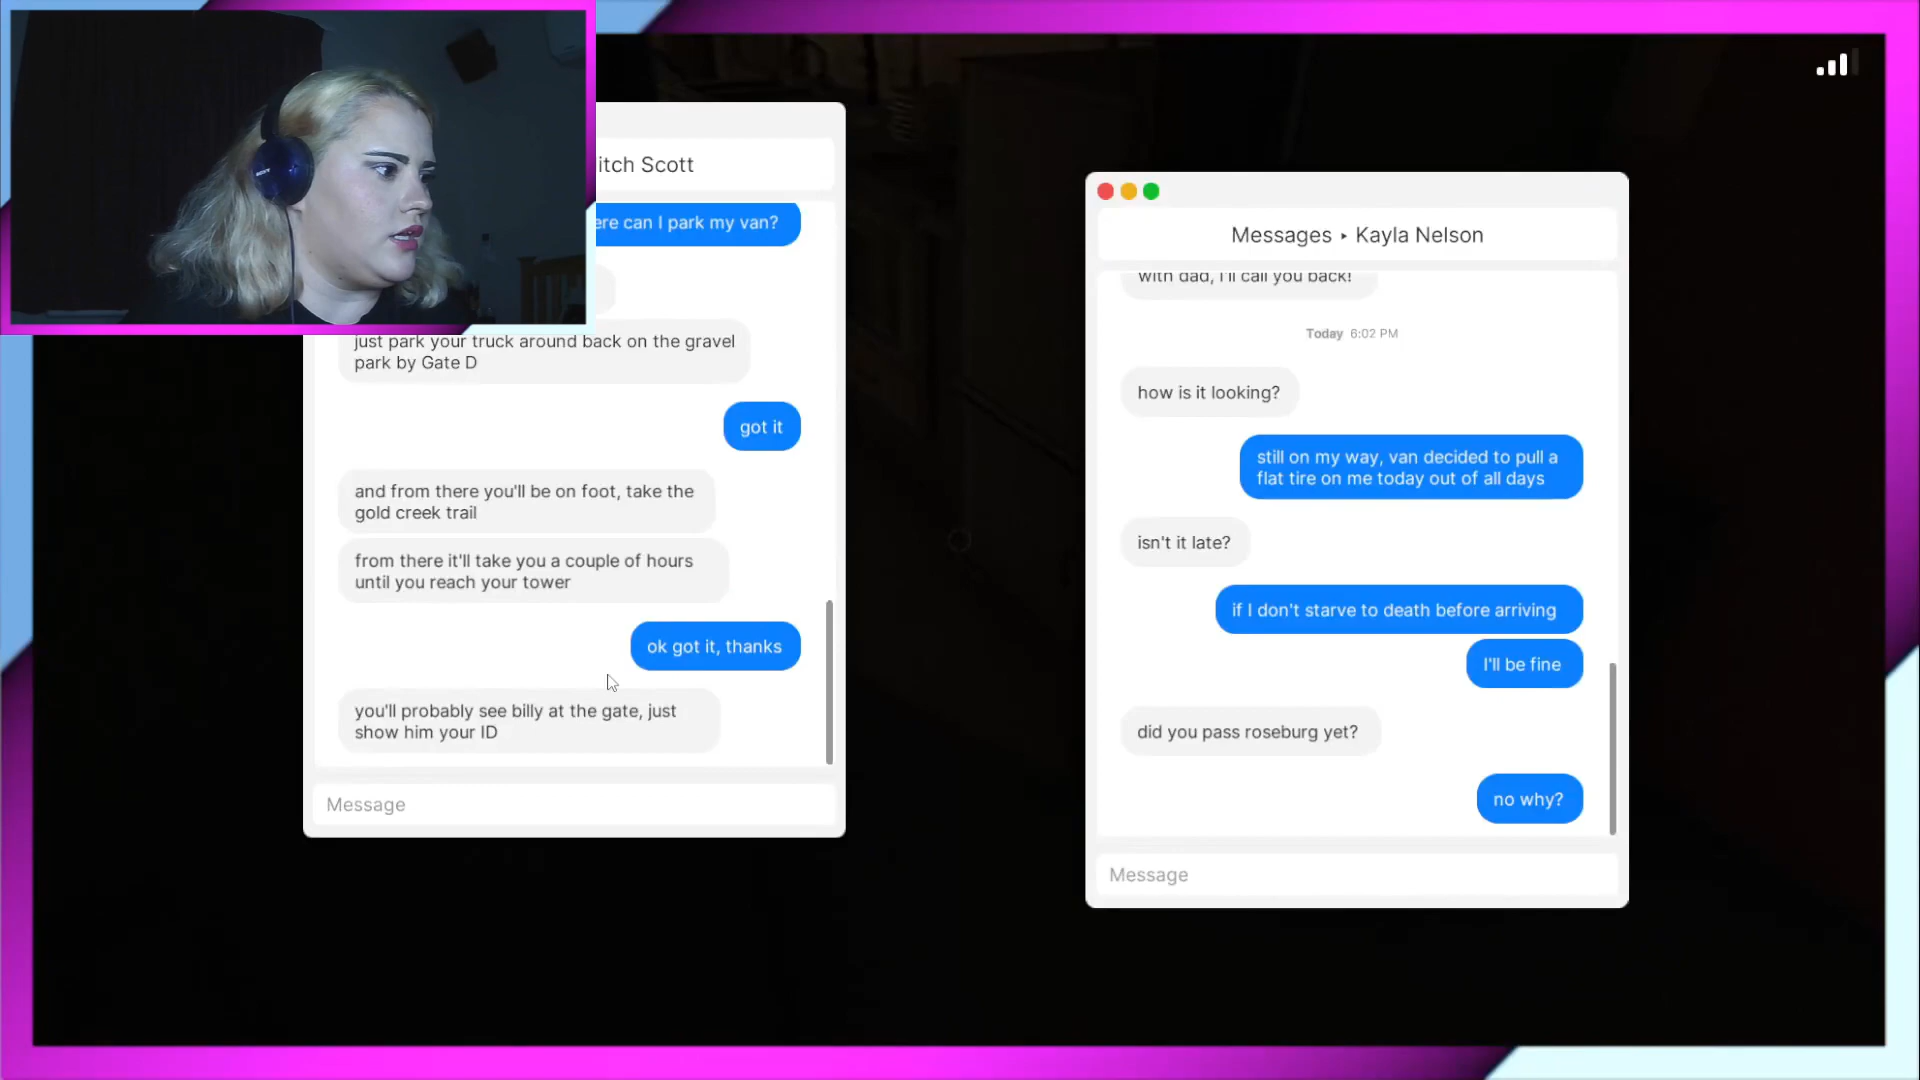 itch Scott
ere can I park my van?
just park your truck around back on the gravel
park by Gate D
got it
and from there you'll be on foot, take the
gold creek trail
from there it'll take you a couple of hours
until you reach your tower
ok got it, thanks
you'll probably see billy at the gate, just
show him your ID
Message
Messages ‣ Kayla Nelson
with dad, I'll call you back!
Today 6:02 PM
how is it looking?
still on my way, van decided to pull a
flat tire on me today out of all days
isn't it late?
if I don't starve to death before arriving
I'll be fine
did you pass roseburg yet?
no why?
Message
SONY